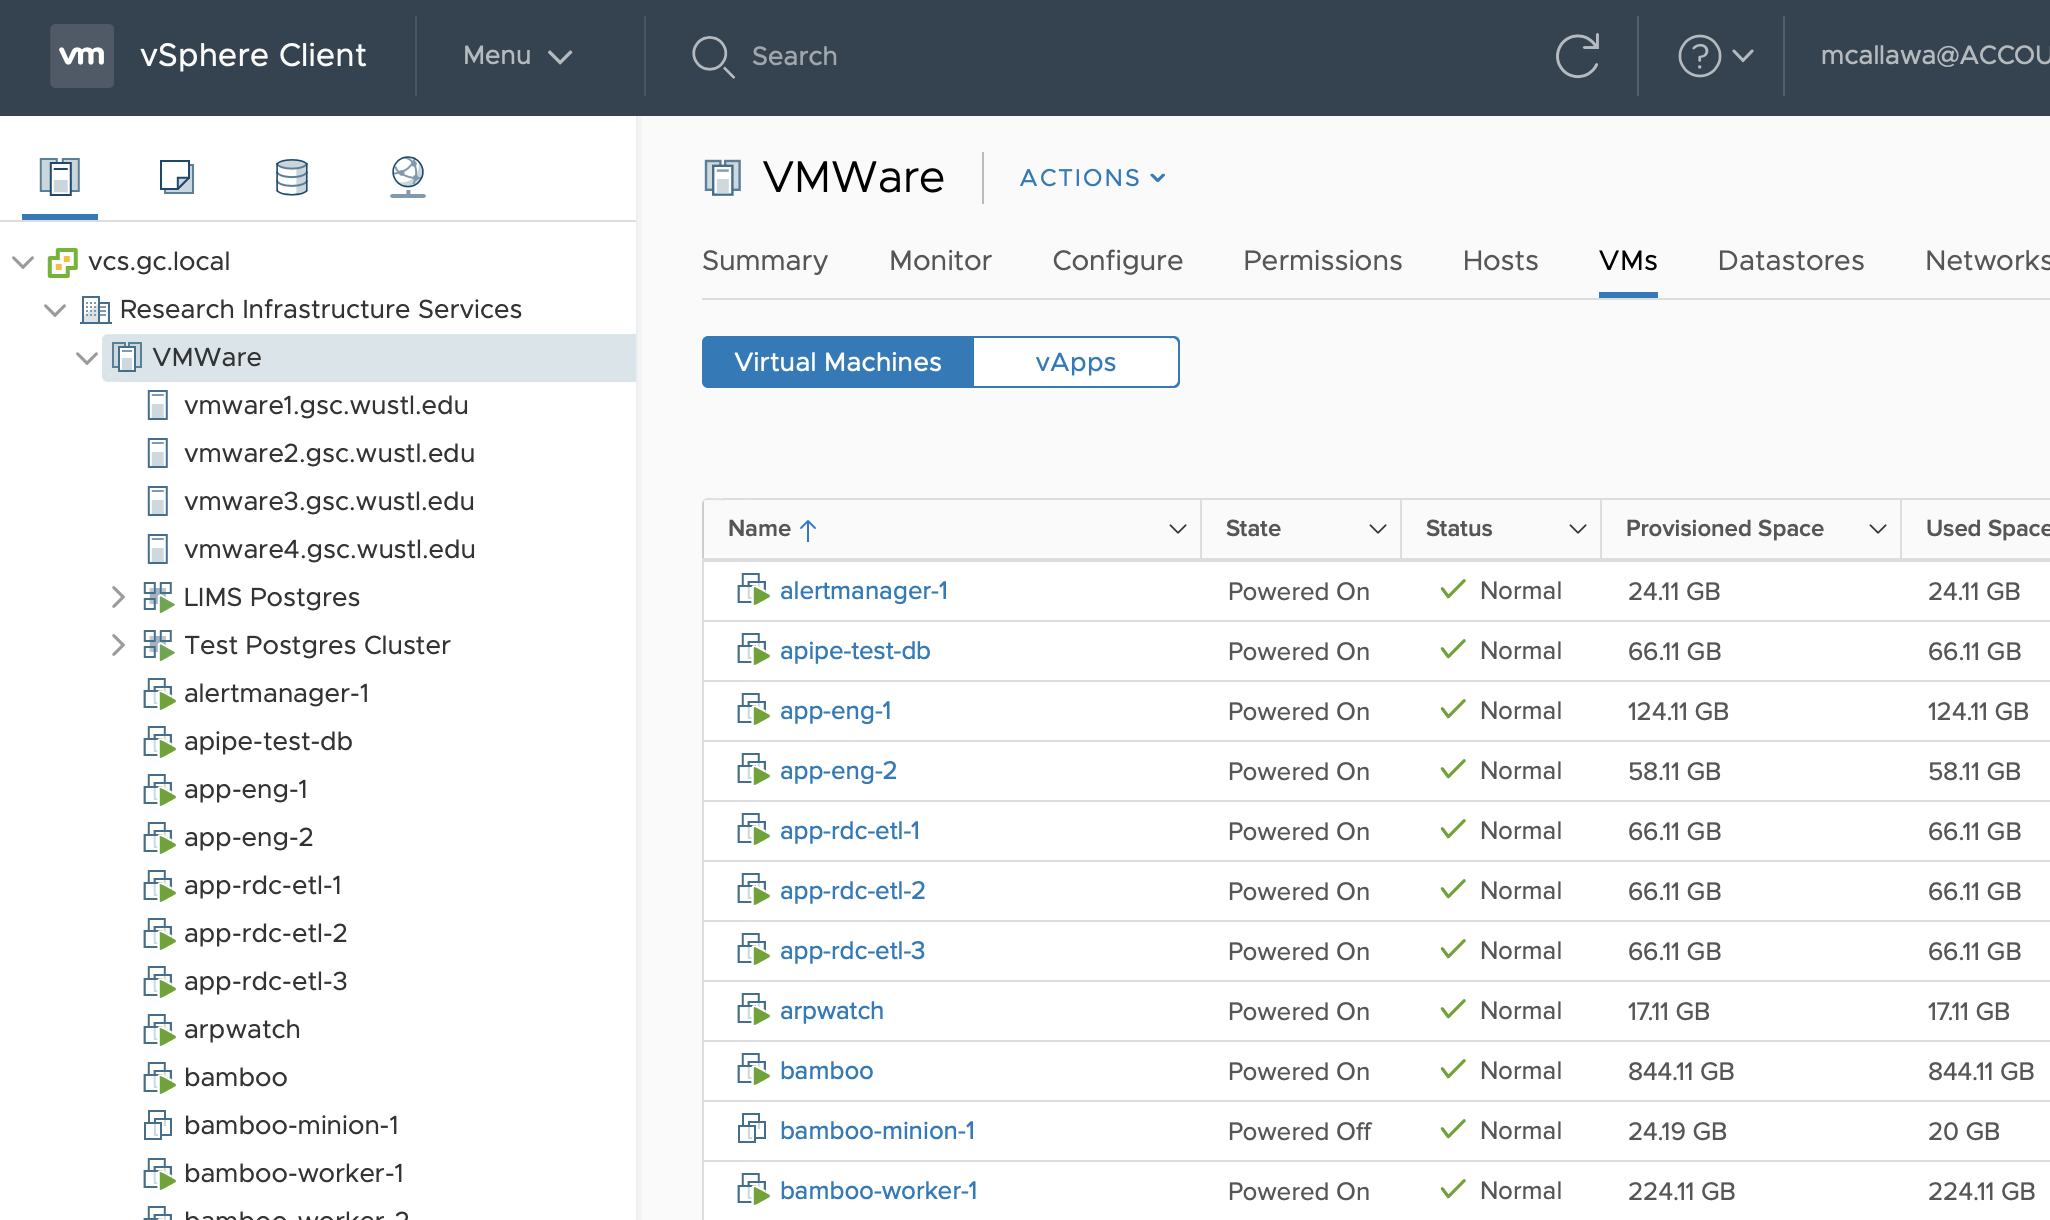 vm vSphere Client Menu Search ? mcallawa@ACCOU
VMWare ACTIONS
Summary Monitor Configure Permissions Hosts VMs Datastores Networks
Virtual Machines vApps
vcs.gc.local
Research Infrastructure Services
VMWare
vmware1.gsc.wustl.edu
vmware2.gsc.wustl.edu
vmware3.gsc.wustl.edu
vmware4.gsc.wustl.edu
LIMS Postgres
Test Postgres Cluster
alertmanager-1
apipe-test-db
app-eng-1
app-eng-2
app-rdc-etl-1
app-rdc-etl-2
app-rdc-etl-3
arpwatch
bamboo
bamboo-minion-1
bamboo-worker-1
bamboo-worker-2
Name State Status Provisioned Space Used Space
alertmanager-1 Powered On Normal 24.11 GB 24.11 GB
apipe-test-db Powered On Normal 66.11 GB 66.11 GB
app-eng-1 Powered On Normal 124.11 GB 124.11 GB
app-eng-2 Powered On Normal 58.11 GB 58.11 GB
app-rdc-etl-1 Powered On Normal 66.11 GB 66.11 GB
app-rdc-etl-2 Powered On Normal 66.11 GB 66.11 GB
app-rdc-etl-3 Powered On Normal 66.11 GB 66.11 GB
arpwatch Powered On Normal 17.11 GB 17.11 GB
bamboo Powered On Normal 844.11 GB 844.11 GB
bamboo-minion-1 Powered Off Normal 24.19 GB 20 GB
bamboo-worker-1 Powered On Normal 224.11 GB 224.11 GB